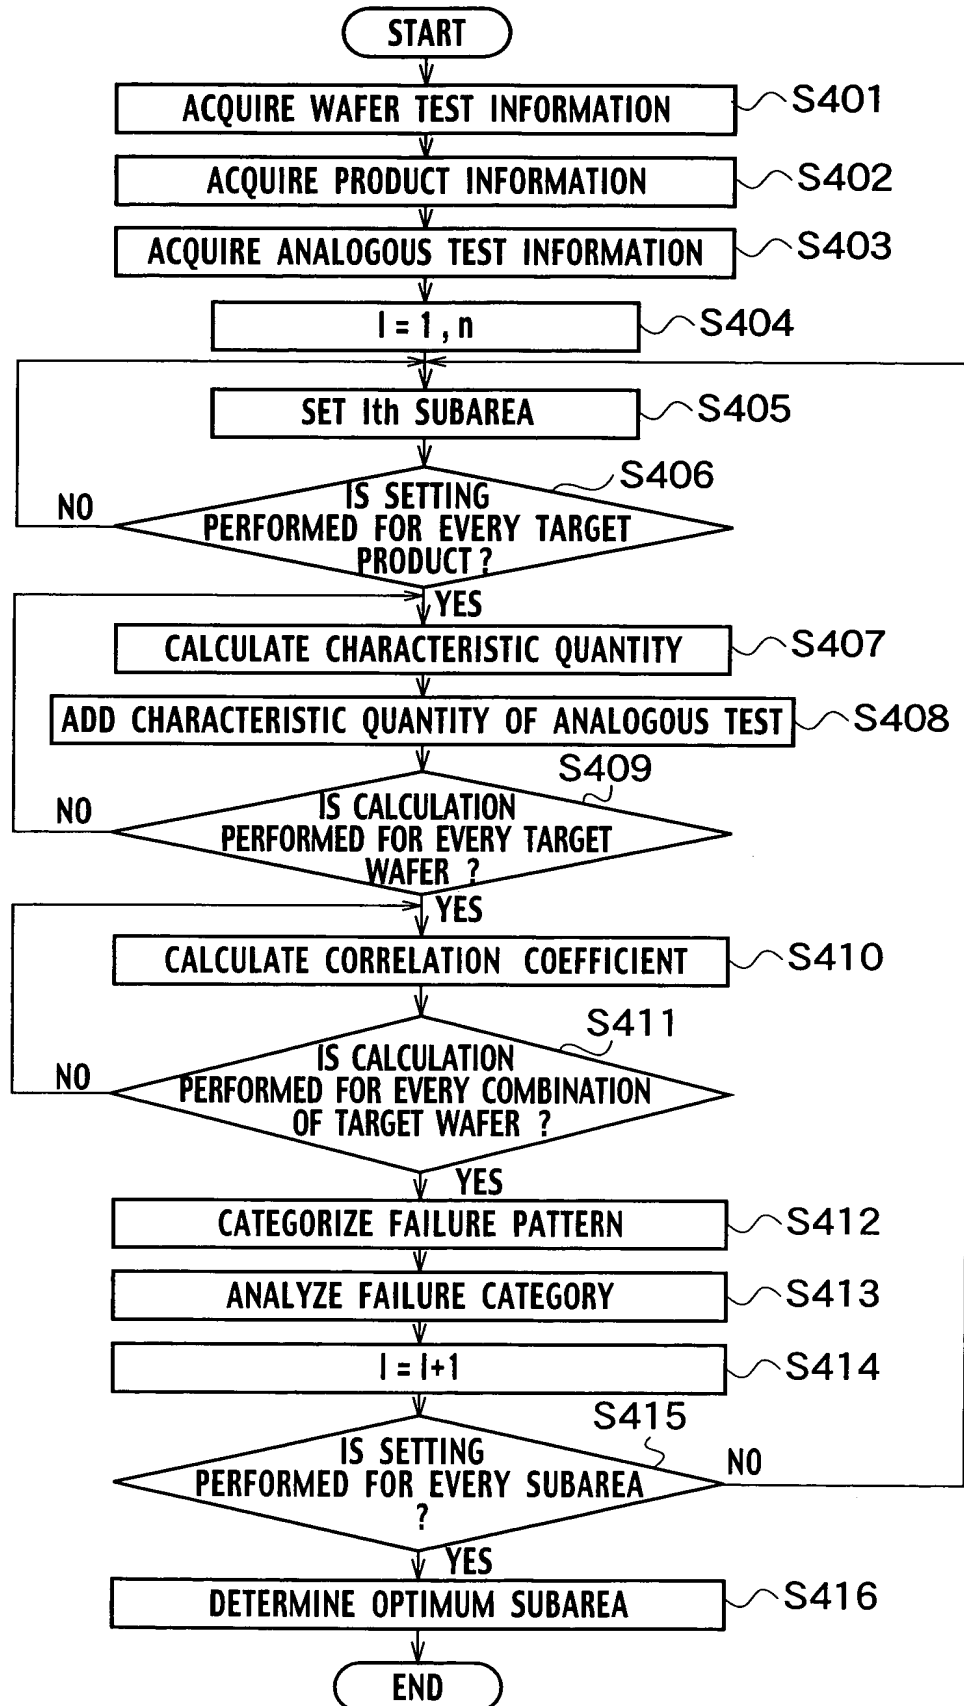 START
ACQUIRE WAFER TEST INFORMATION
S401
ACQUIRE PRODUCT INFORMATION
S402
ACQUIRE ANALOGOUS TEST INFORMATION
S403
I = 1 , n
S404
SET Ith SUBAREA
S405
S406
IS SETTING
PERFORMED FOR EVERY TARGET
PRODUCT ?
NO
YES
CALCULATE CHARACTERISTIC QUANTITY
S407
ADD CHARACTERISTIC QUANTITY OF ANALOGOUS TEST
S408
S409
IS CALCULATION
PERFORMED FOR EVERY TARGET
WAFER ?
NO
YES
CALCULATE CORRELATION COEFFICIENT
S410
S411
IS CALCULATION
PERFORMED FOR EVERY COMBINATION
OF TARGET WAFER ?
NO
YES
CATEGORIZE FAILURE PATTERN
S412
ANALYZE FAILURE CATEGORY
S413
I = I+1
S414
S415
IS SETTING
PERFORMED FOR EVERY SUBAREA
?
NO
YES
DETERMINE OPTIMUM SUBAREA
S416
END